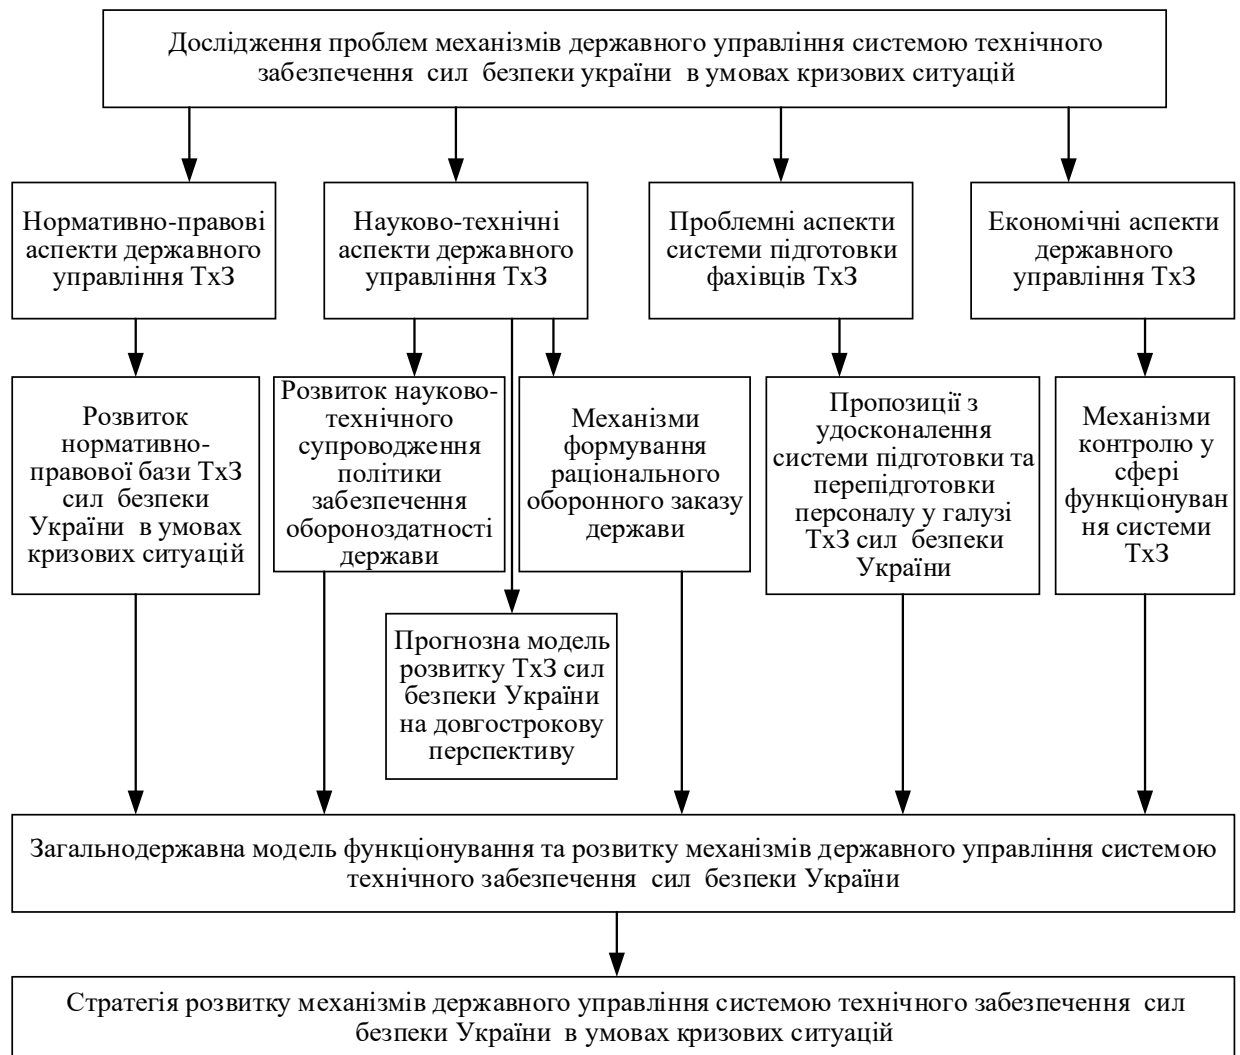 Дослідження проблем механізмів державного управління системою технічного
забезпечення сил безпеки україни в умовах кризових ситуацій
Нормативно-правові
аспекти державного
управління ТхЗ
Науково-технічні
аспекти державного
управління ТхЗ
Проблемні аспекти
системи підготовки
фахівців ТхЗ
Економічні аспекти
державного
управління ТхЗ
Розвиток
нормативно-
правової бази ТхЗ
сил безпеки
України в умовах
кризових ситуацій
Розвиток науково-
технічного
супроводження
політики
забезпечення
обороноздатності
держави
Механізми
формування
раціонального
оборонного заказу
держави
Пропозиції з
удосконалення
системи підготовки та
перепідготовки
персоналу у галузі
ТхЗ сил безпеки
України
Механізми
контролю у
сфері
функціонуван
ня системи
ТхЗ
Прогнозна модель
розвитку ТхЗ сил
безпеки України
на довгострокову
перспективу
Загальнодержавна модель функціонування та розвитку механізмів державного управління системою
технічного забезпечення сил безпеки України
Стратегія розвитку механізмів державного управління системою технічного забезпечення сил
безпеки України в умовах кризових ситуацій